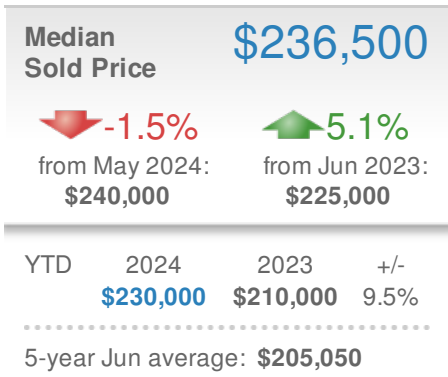 Median $236,500
Sold Price
-1.5% 5.1%
from May 2024: from Jun 2023:
$240,000 $225,000
YTD 2024 2023 +/-
$230,000 $210,000 9.5%
5-year Jun average: $205,050